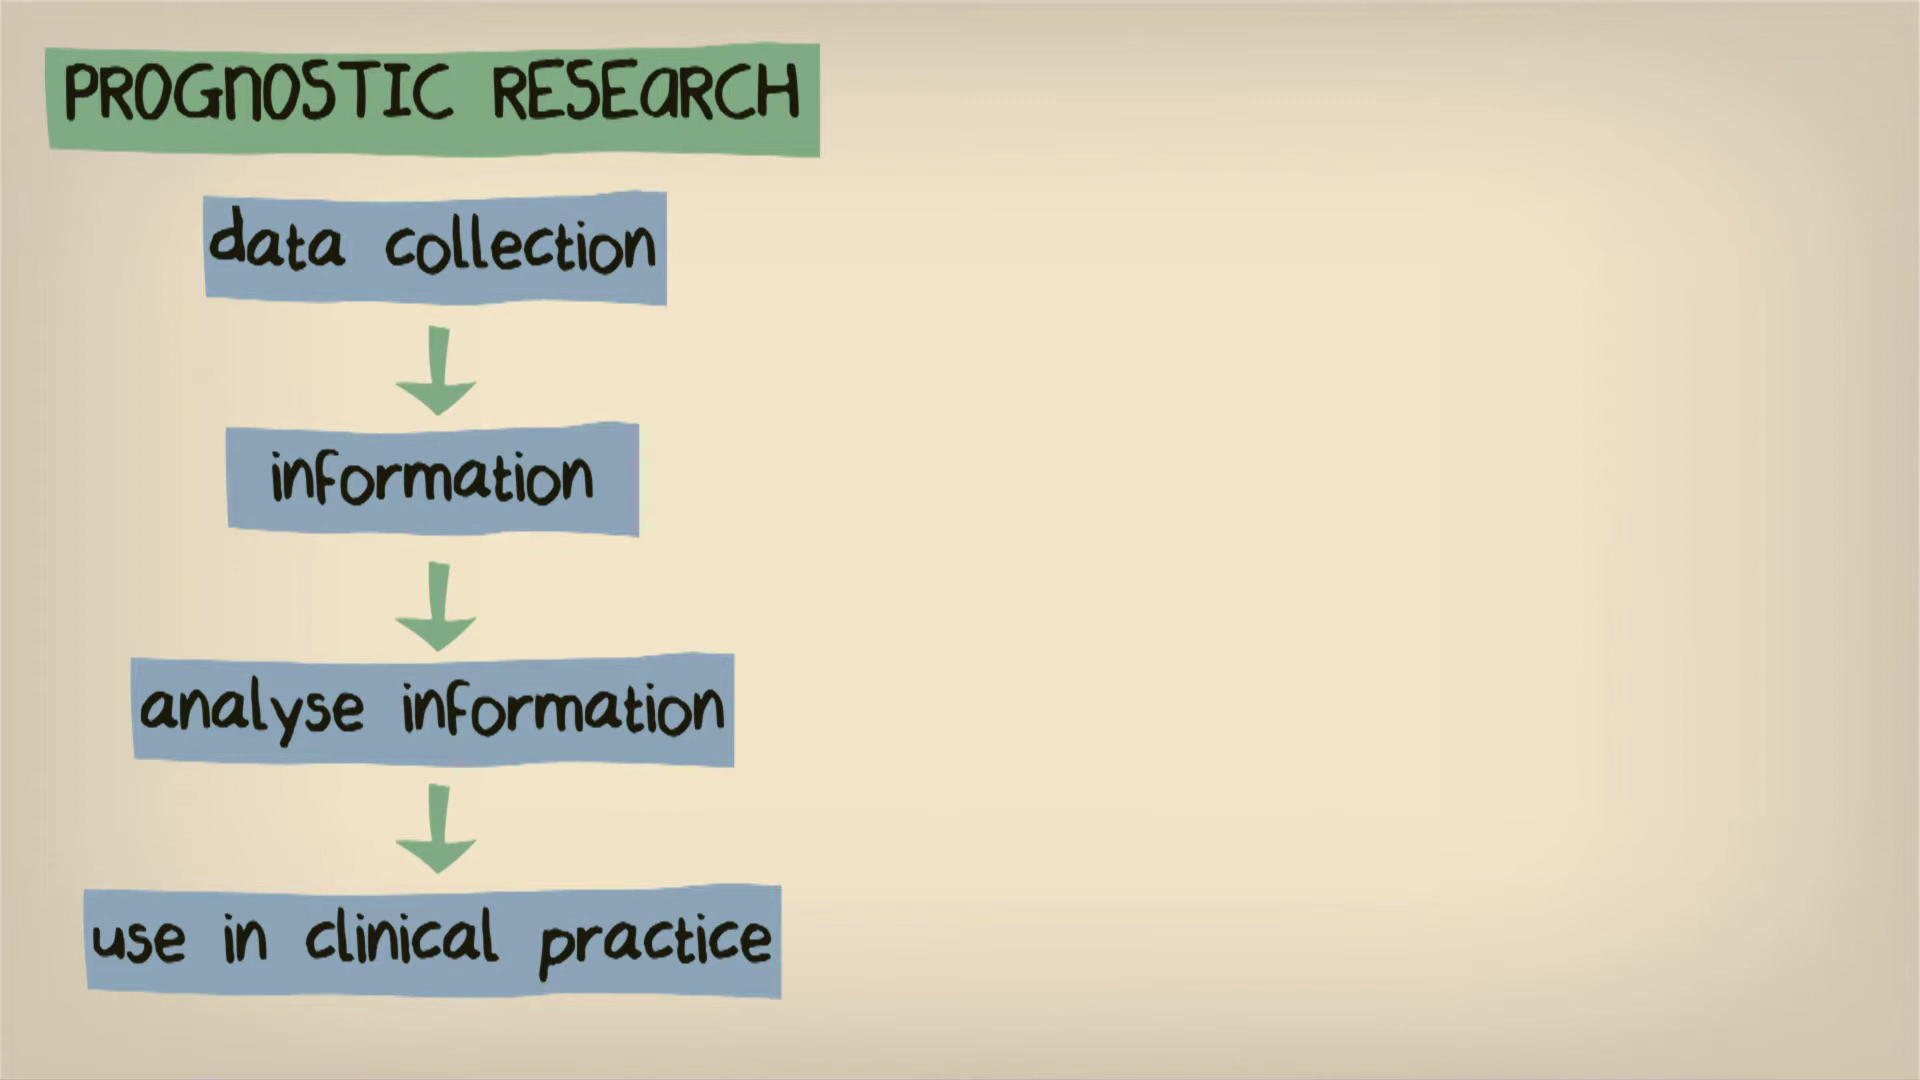 PROGNOSTIC RESEARCH
data collection
information
analyse information
use in clinical practice